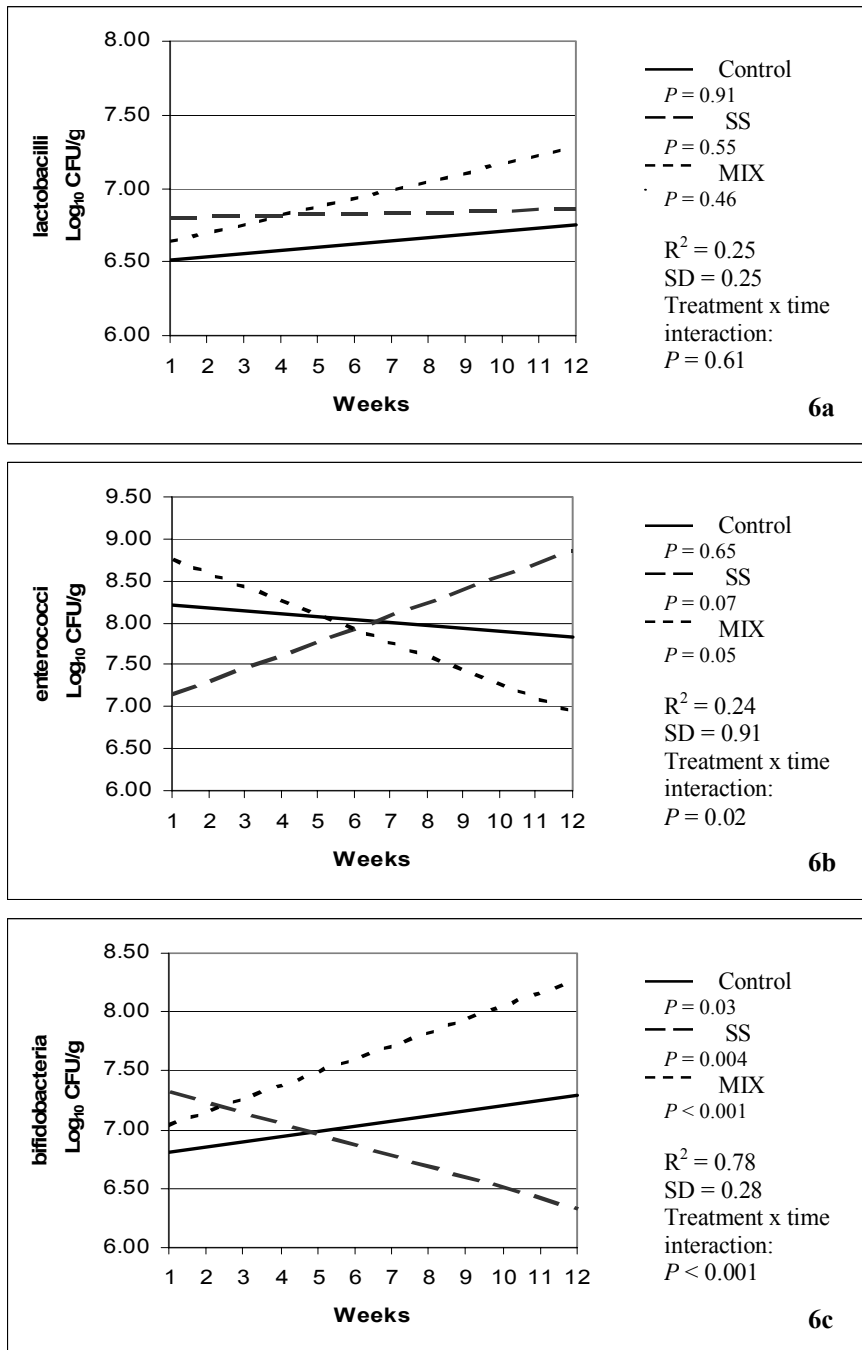 8.00
7.50
7.00
6.50
6.00
lactobacilli
Log₁₀ CFU/g
1 2 3 4 5 6 7 8 9 10 11 12
Weeks
Control
P = 0.91
SS
P = 0.55
MIX
P = 0.46
R² = 0.25
SD = 0.25
Treatment x time
interaction:
P = 0.61
6a
9.50
9.00
8.50
8.00
7.50
7.00
6.50
6.00
enterococci
Log₁₀ CFU/g
1 2 3 4 5 6 7 8 9 10 11 12
Weeks
Control
P = 0.65
SS
P = 0.07
MIX
P = 0.05
R² = 0.24
SD = 0.91
Treatment x time
interaction:
P = 0.02
6b
8.50
8.00
7.50
7.00
6.50
6.00
bifidobacteria
Log₁₀ CFU/g
1 2 3 4 5 6 7 8 9 10 11 12
Weeks
Control
P = 0.03
SS
P = 0.004
MIX
P < 0.001
R² = 0.78
SD = 0.28
Treatment x time
interaction:
P < 0.001
6c